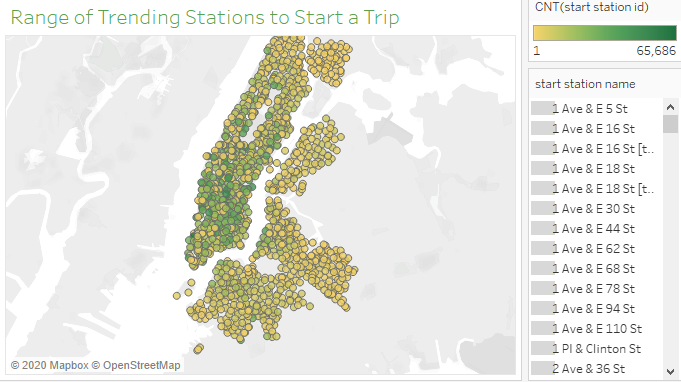 Range of Trending Stations to Start a Trip
© 2020 Mapbox © OpenStreetMap
CNT(start station id)
1 65,686
start station name
1 Ave & E 5 St
1 Ave & E 16 St
1 Ave & E 16 St [t..
1 Ave & E 18 St
1 Ave & E 18 St [t..
1 Ave & E 30 St
1 Ave & E 44 St
1 Ave & E 62 St
1 Ave & E 68 St
1 Ave & E 78 St
1 Ave & E 94 St
1 Ave & E 110 St
1 Pl & Clinton St
2 Ave & 36 St